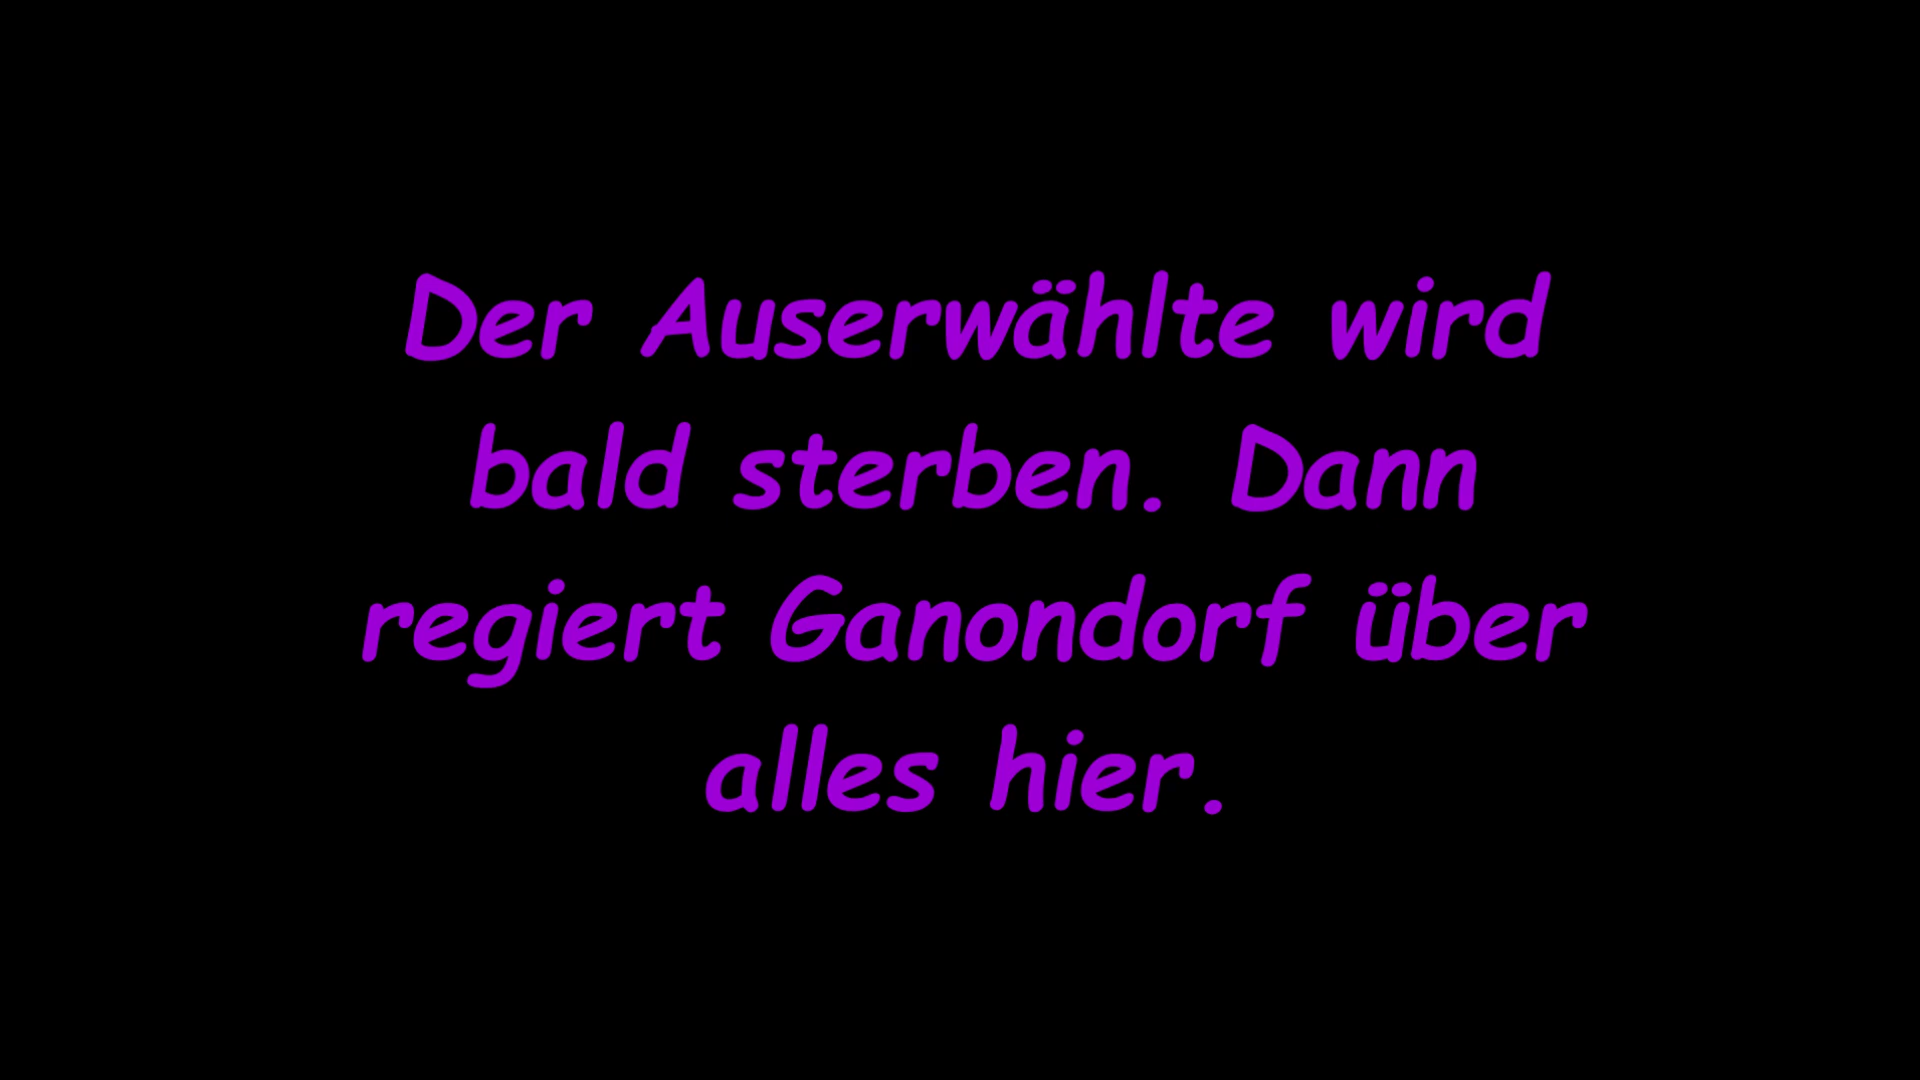 Der Auserwählte wird
bald sterben. Dann
regiert Ganondorf über
alles hier.